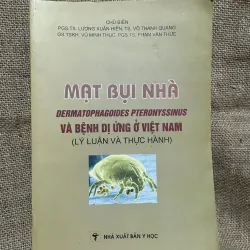 CHỦ BIÊN
PGS.TS. LƯƠNG XUÂN HIẾN, TS. VÕ THANH QUANG
GS.TSKH. VŨ MINH THỤC, PGS.TS. PHẠM VĂN THỨC
MẠT BỤI NHÀ
DERMATOPHAGOIDES PTERONYSSINUS
VÀ BỆNH DỊ ỨNG Ở VIỆT NAM
(LÝ LUẬN VÀ THỰC HÀNH)
NHÀ XUẤT BẢN Y HỌC